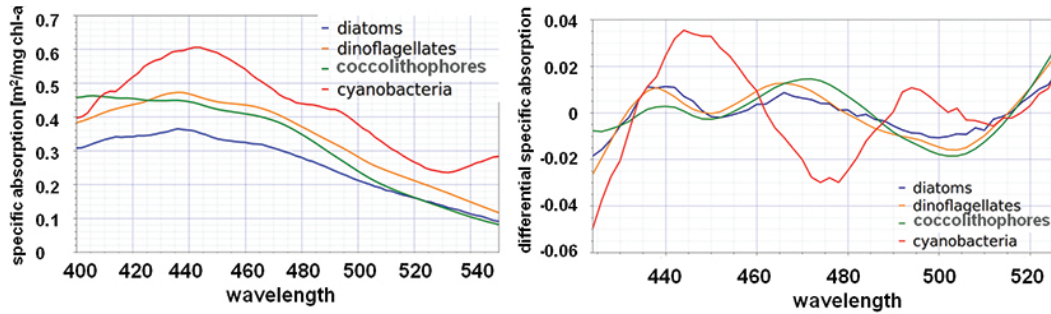 specific absorption [m²/mg chl-a
0.7
0.6
0.5
0.4
0.3
0.2
0.1
0
diatoms
dinoflagellates
coccolithophores
cyanobacteria
400 420 440 460 480 500 520 540
wavelength
differential specific absorption
0.04
0.02
0
-0.02
-0.04
-0.06
diatoms
dinoflagellates
coccolithophores
cyanobacteria
440 460 480 500 520
wavelength